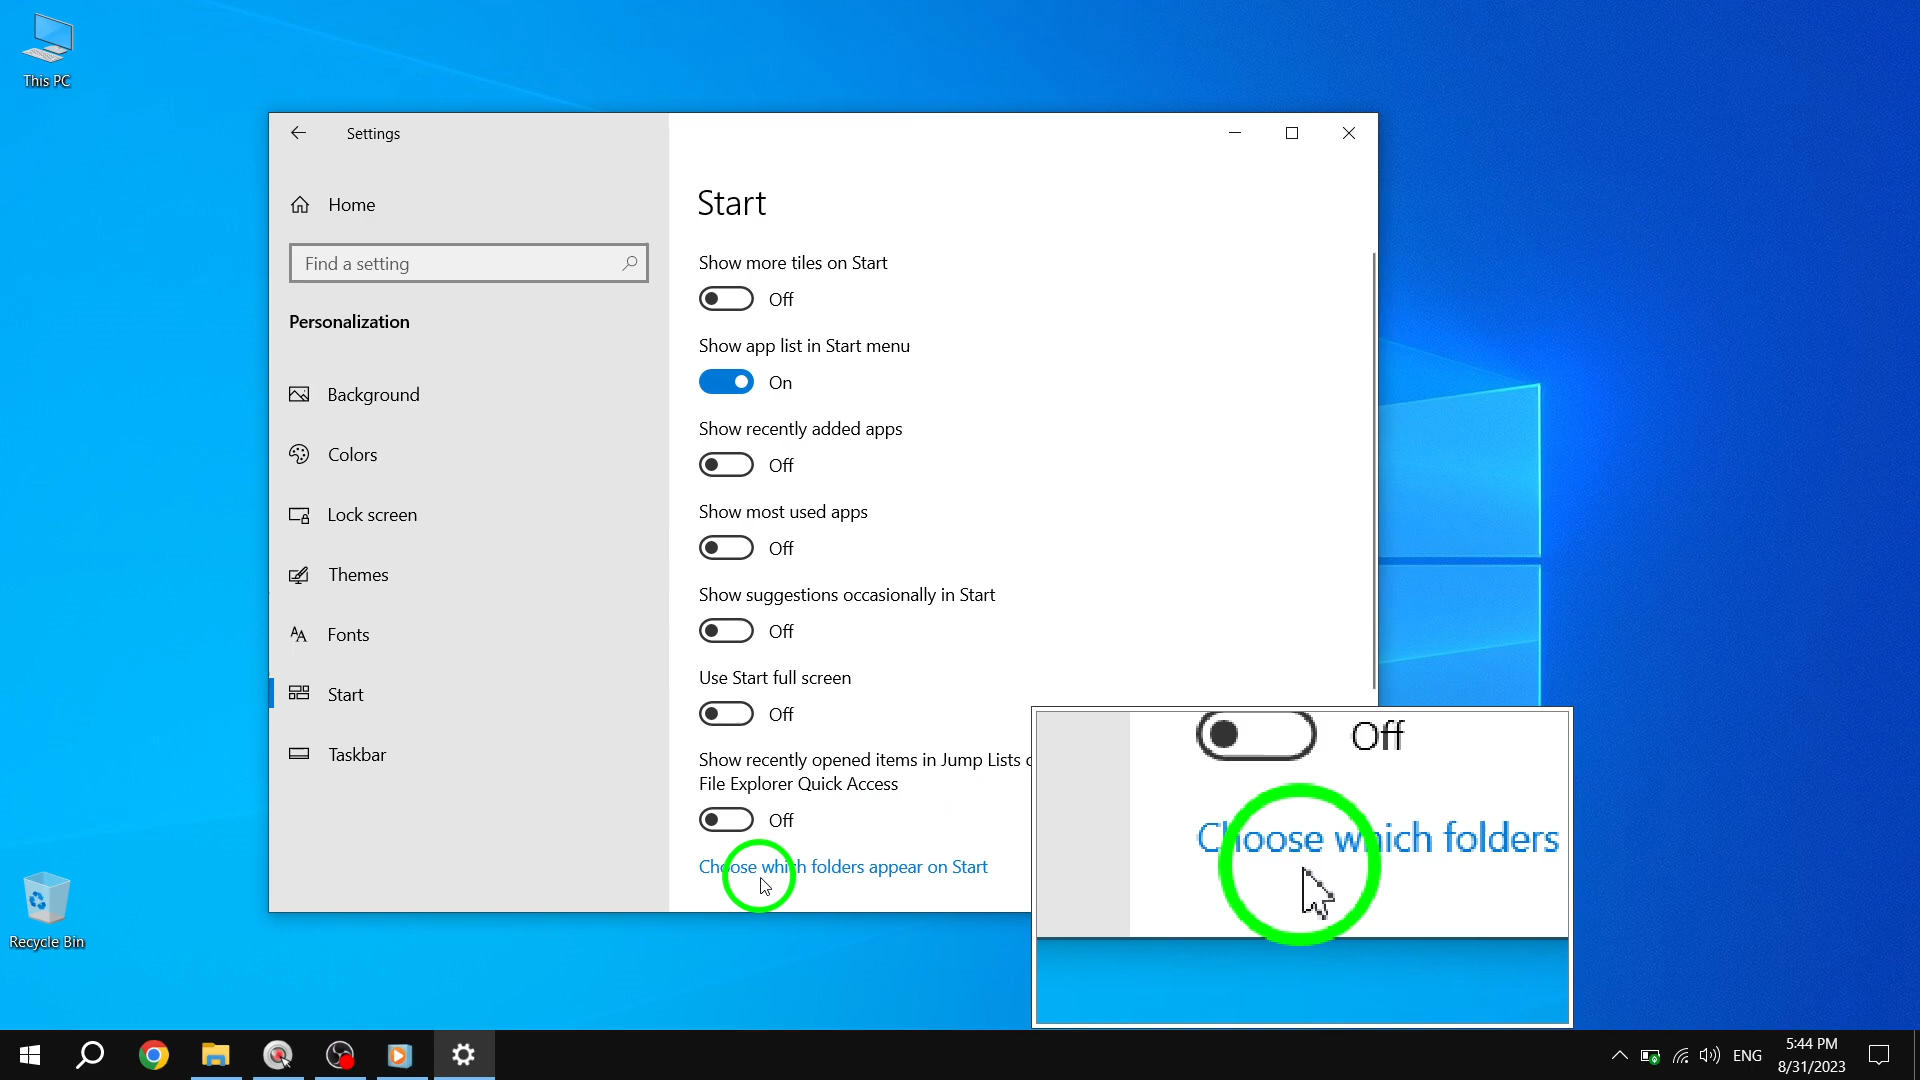 This PC
Settings
Home
Find a setting
Personalization
Background
Colors
Lock screen
Themes
Fonts
Start
Taskbar
Start
Show more tiles on Start
Off
Show app list in Start menu
On
Show recently added apps
Off
Show most used apps
Off
Show suggestions occasionally in Start
Off
Use Start full screen
Off
Show recently opened items in Jump Lists
File Explorer Quick Access
Off
Choose which folders appear on Start
Off
Choose which folders
Recycle Bin
ENG
5:44 PM
8/31/2023